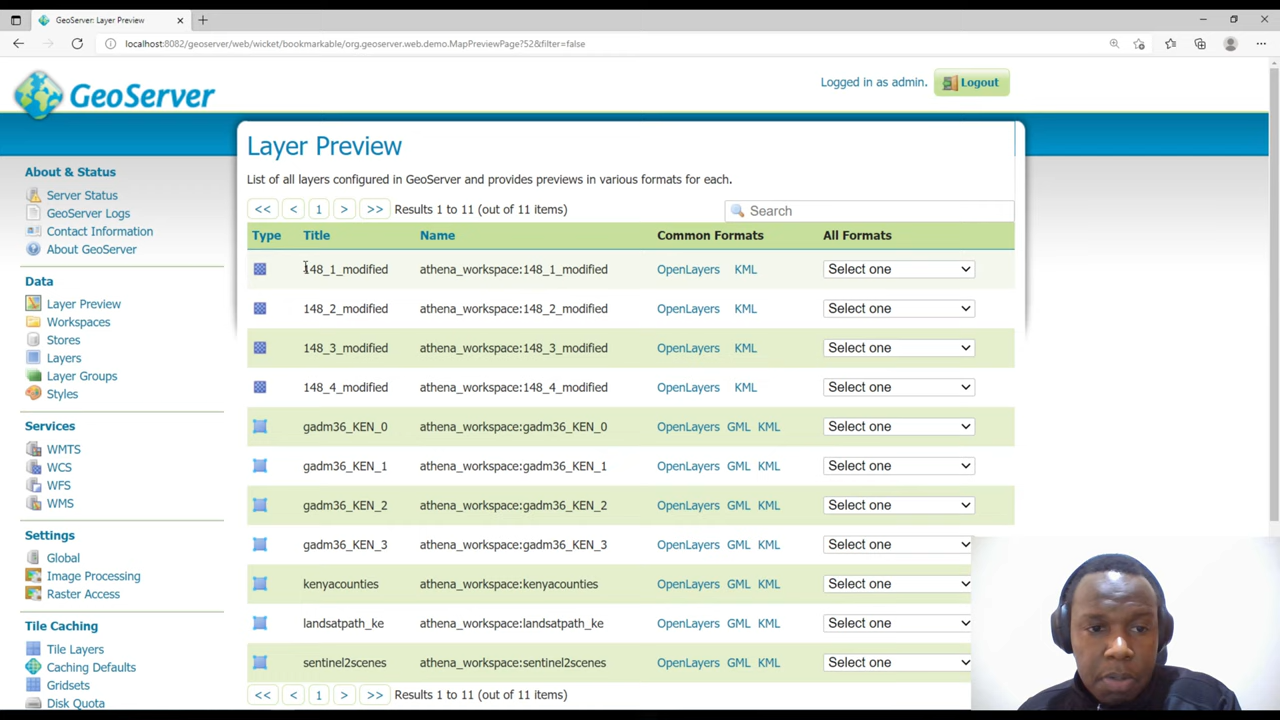 GeoServer: Layer Preview
localhost:8082/geoserver/web/wicket/bookmarkable/org.geoserver.web.demo.MapPreviewPage?52&filter=false
GeoServer
Logged in as admin. Logout
About & Status
Server Status
GeoServer Logs
Contact Information
About GeoServer
Data
Layer Preview
Workspaces
Stores
Layers
Layer Groups
Styles
Services
WMTS
WCS
WFS
WMS
Settings
Global
Image Processing
Raster Access
Tile Caching
Tile Layers
Caching Defaults
Gridsets
Disk Quota
Layer Preview
List of all layers configured in GeoServer and provides previews in various formats for each.
<< < 1 > >> Results 1 to 11 (out of 11 items) Search
Type Title Name Common Formats All Formats
148_1_modified athena_workspace:148_1_modified OpenLayers KML Select one
148_2_modified athena_workspace:148_2_modified OpenLayers KML Select one
148_3_modified athena_workspace:148_3_modified OpenLayers KML Select one
148_4_modified athena_workspace:148_4_modified OpenLayers KML Select one
gadm36_KEN_0 athena_workspace:gadm36_KEN_0 OpenLayers GML KML Select one
gadm36_KEN_1 athena_workspace:gadm36_KEN_1 OpenLayers GML KML Select one
gadm36_KEN_2 athena_workspace:gadm36_KEN_2 OpenLayers GML KML Select one
gadm36_KEN_3 athena_workspace:gadm36_KEN_3 OpenLayers GML KML Select one
kenyacounties athena_workspace:kenyacounties OpenLayers GML KML Select one
landsatpath_ke athena_workspace:landsatpath_ke OpenLayers GML KML Select one
sentinel2scenes athena_workspace:sentinel2scenes OpenLayers GML KML Select one
<< < 1 > >> Results 1 to 11 (out of 11 items)